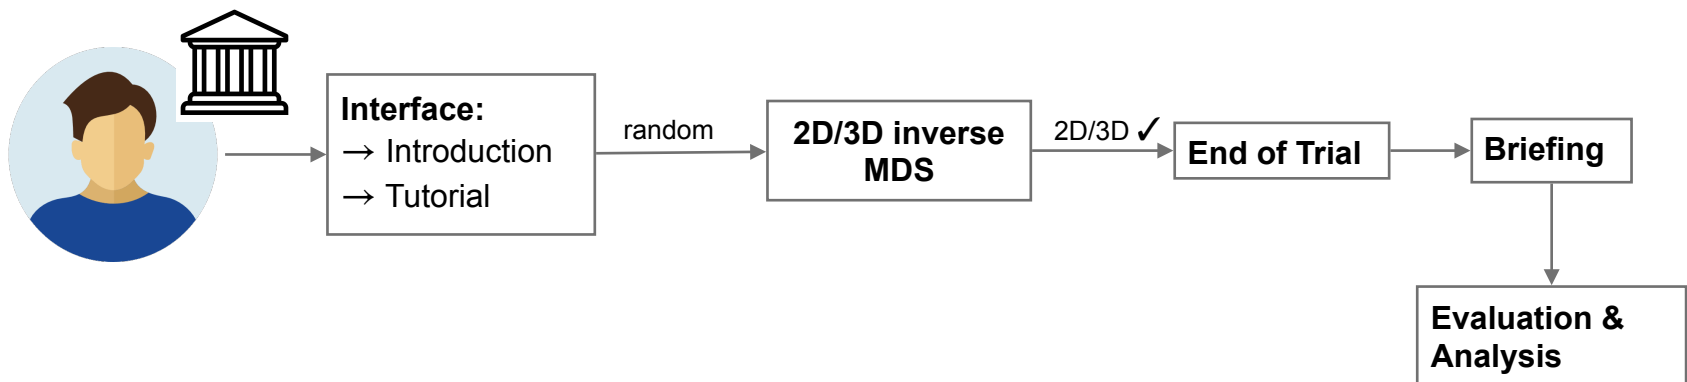 Interface:
→ Introduction
→ Tutorial
random
2D/3D inverse
MDS
2D/3D ✓
End of Trial
Briefing
Evaluation &
Analysis